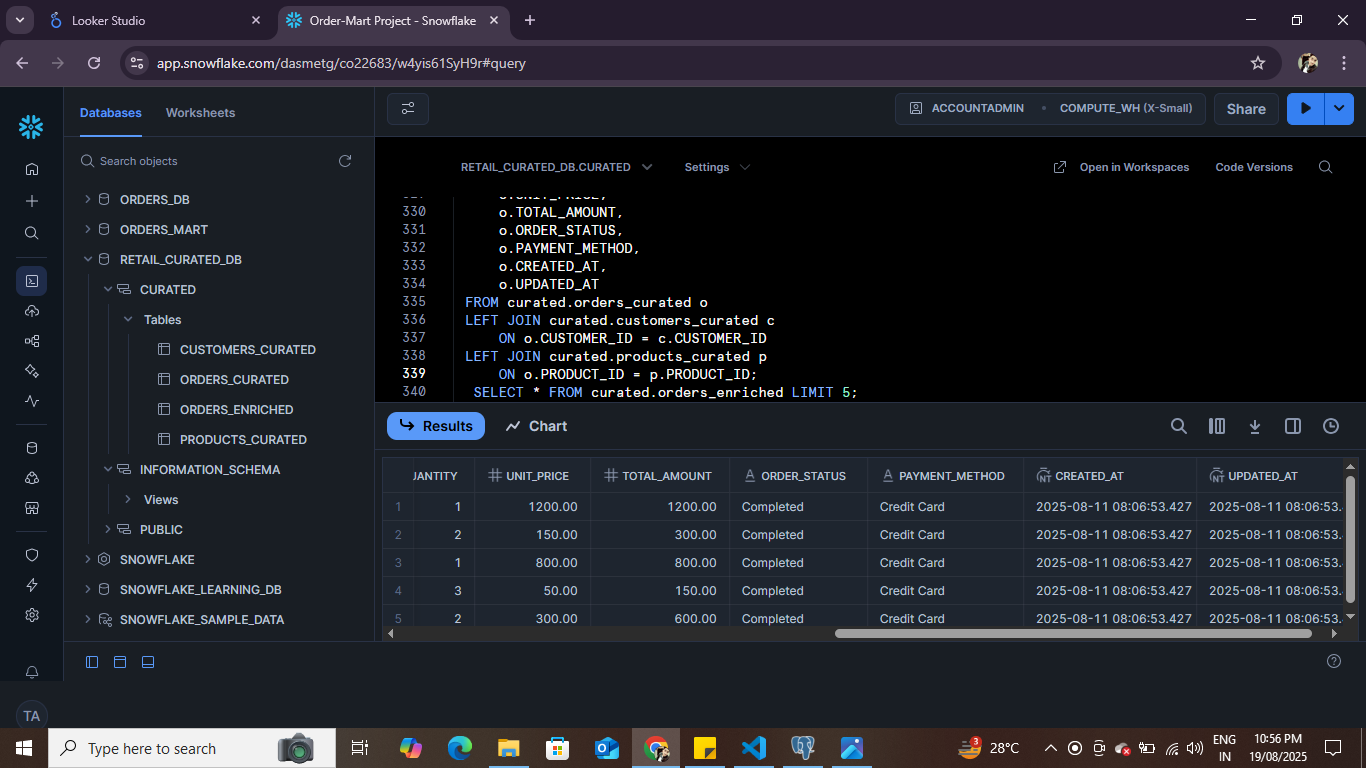 Looker Studio
Order-Mart Project - Snowflake
app.snowflake.com/dasmetg/co22683/w4yis61SyH9r#query
Databases
Worksheets
ACCOUNTADMIN
COMPUTE_WH (X-Small)
Share
Search objects
ORDERS_DB
ORDERS_MART
RETAIL_CURATED_DB
CURATED
Tables
CUSTOMERS_CURATED
ORDERS_CURATED
ORDERS_ENRICHED
PRODUCTS_CURATED
INFORMATION_SCHEMA
Views
PUBLIC
SNOWFLAKE
SNOWFLAKE_LEARNING_DB
SNOWFLAKE_SAMPLE_DATA
TA
RETAIL_CURATED_DB.CURATED
Settings
Open in Workspaces
Code Versions
330 o.TOTAL_AMOUNT,
331 o.ORDER_STATUS,
332 o.PAYMENT_METHOD,
333 o.CREATED_AT,
334 o.UPDATED_AT
335 FROM curated.orders_curated o
336 LEFT JOIN curated.customers_curated c
337 ON o.CUSTOMER_ID = c.CUSTOMER_ID
338 LEFT JOIN curated.products_curated p
339 ON o.PRODUCT_ID = p.PRODUCT_ID;
340 SELECT * FROM curated.orders_enriched LIMIT 5;
Results
Chart
JANTITY UNIT_PRICE TOTAL_AMOUNT A ORDER_STATUS A PAYMENT_METHOD NT CREATED_AT NT UPDATED_AT
1 1 1200.00 1200.00 Completed Credit Card 2025-08-11 08:06:53.427 2025-08-11 08:06:53.
2 2 150.00 300.00 Completed Credit Card 2025-08-11 08:06:53.427 2025-08-11 08:06:53.
3 1 800.00 800.00 Completed Credit Card 2025-08-11 08:06:53.427 2025-08-11 08:06:53.
4 3 50.00 150.00 Completed Credit Card 2025-08-11 08:06:53.427 2025-08-11 08:06:53.
5 2 300.00 600.00 Completed Credit Card 2025-08-11 08:06:53.427 2025-08-11 08:06:53.
Type here to search
3
28°C
ENG
IN
10:56 PM
19/08/2025